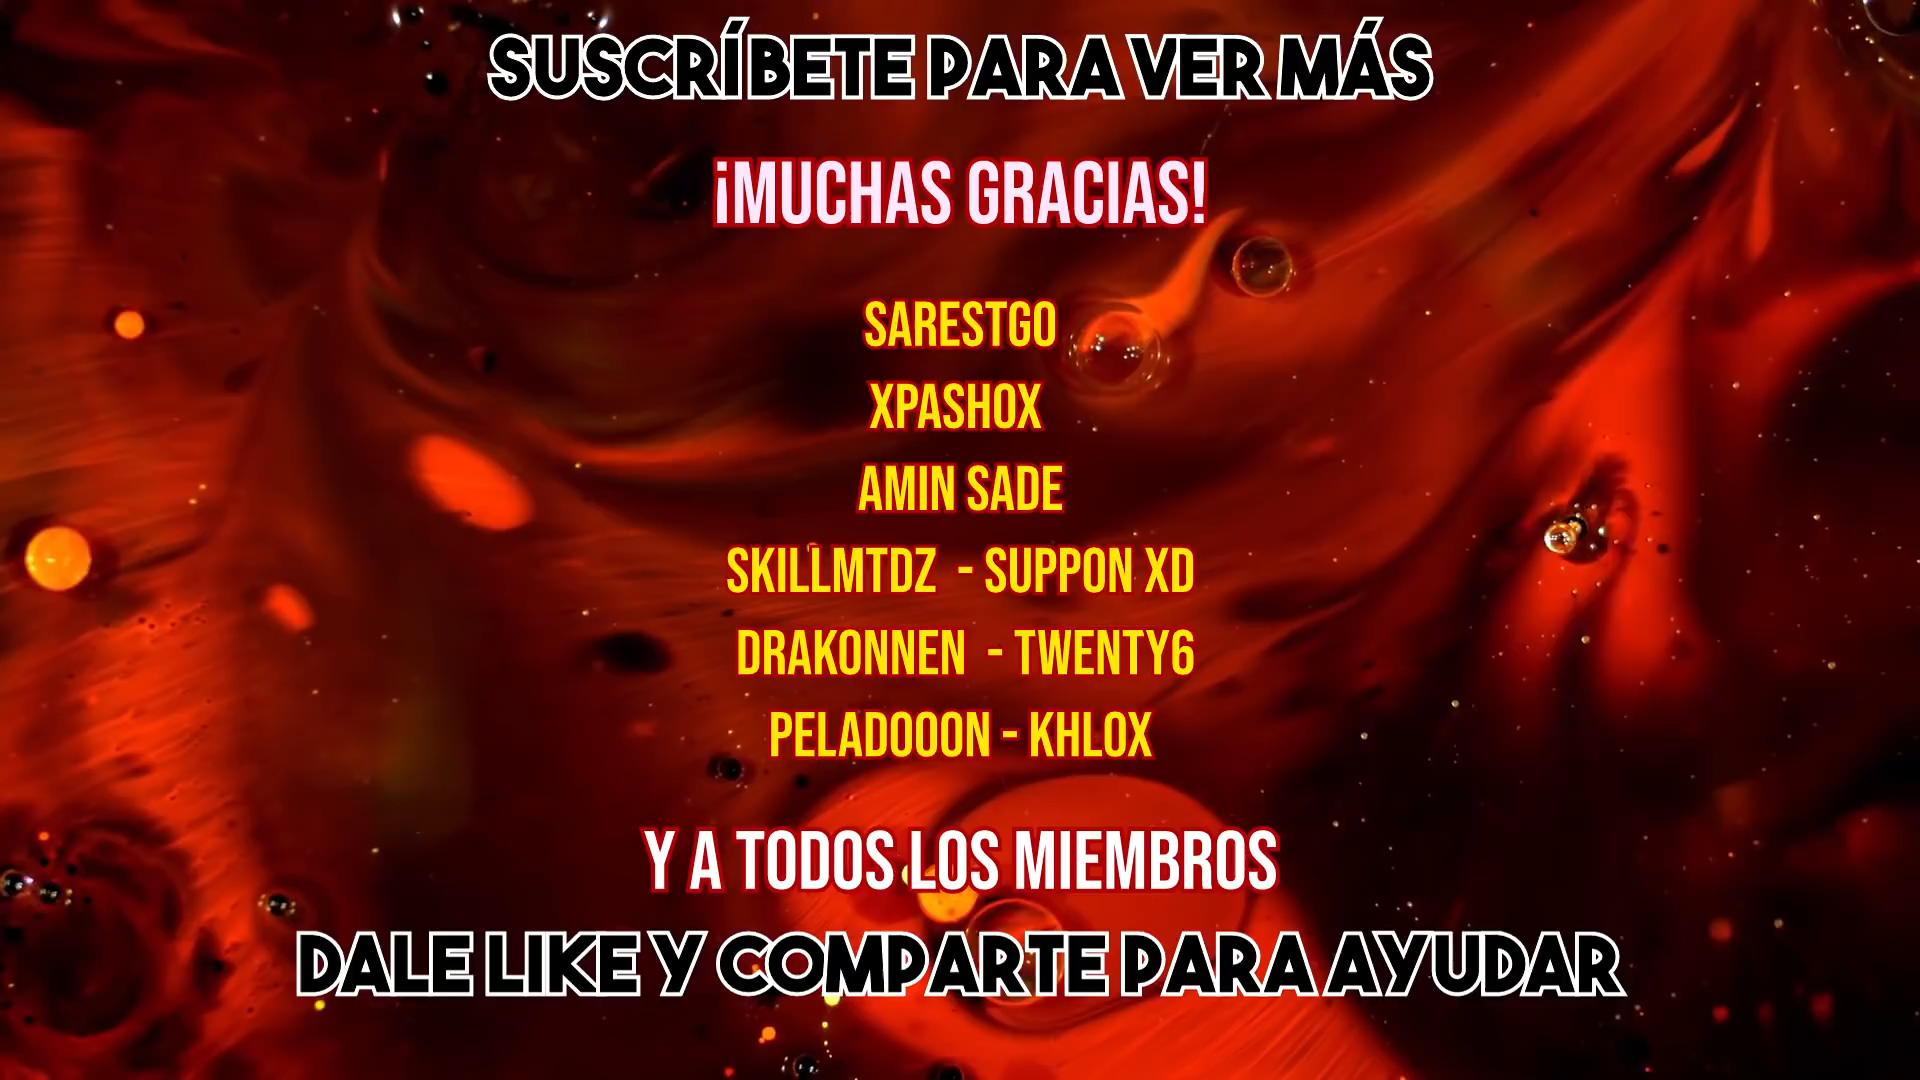 SUSCRÍBETE PARA VER MÁS
¡MUCHAS GRACIAS!
SARESTGO
XPASHOX
AMIN SADE
SKILLMTDZ - SUPPON XD
DRAKONNEN - TWENTY6
PELADOOON - KHLOX
Y A TODOS LOS MIEMBROS
DALE LIKE Y COMPARTE PARA AYUDAR